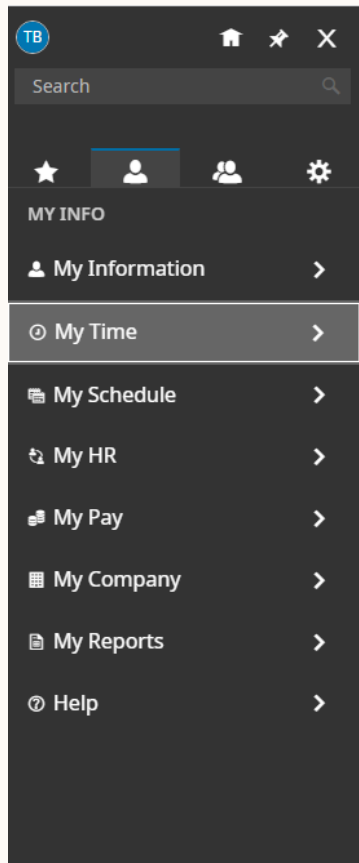 TB
Search
MY INFO
My Information
My Time
My Schedule
My HR
My Pay
My Company
My Reports
Help